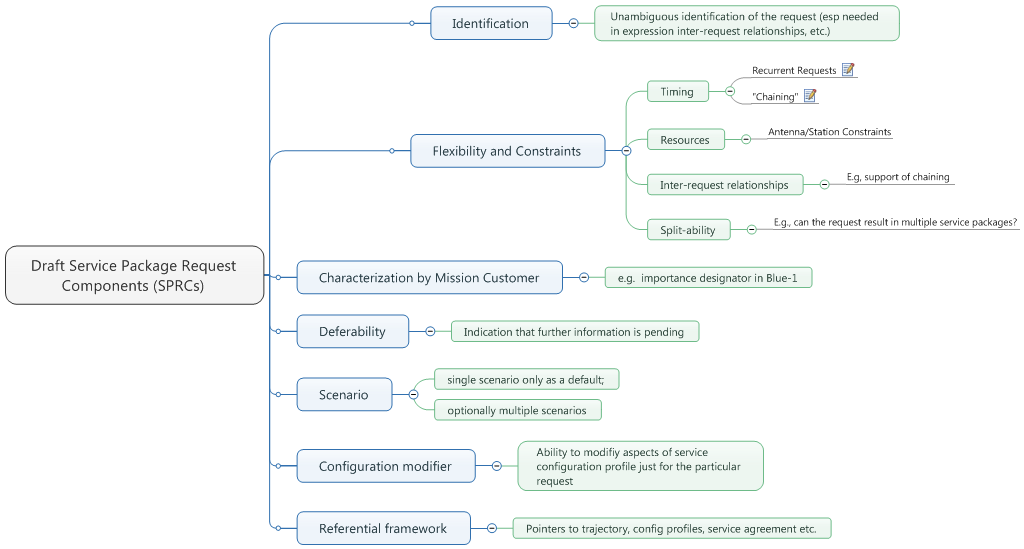 Identification
Unambiguous identification of the request (esp needed
in expression inter-request relationships, etc.)
Flexibility and Constraints
Timing
Recurrent Requests
"Chaining"
Resources
Antenna/Station Constraints
Inter-request relationships
E.g, support of chaining
Split-ability
E.g., can the request result in multiple service packages?
Draft Service Package Request
Components (SPRCs)
Characterization by Mission Customer
e.g. importance designator in Blue-1
Deferability
Indication that further information is pending
Scenario
single scenario only as a default;
optionally multiple scenarios
Configuration modifier
Ability to modifiy aspects of service
configuration profile just for the particular
request
Referential framework
Pointers to trajectory, config profiles, service agreement etc.